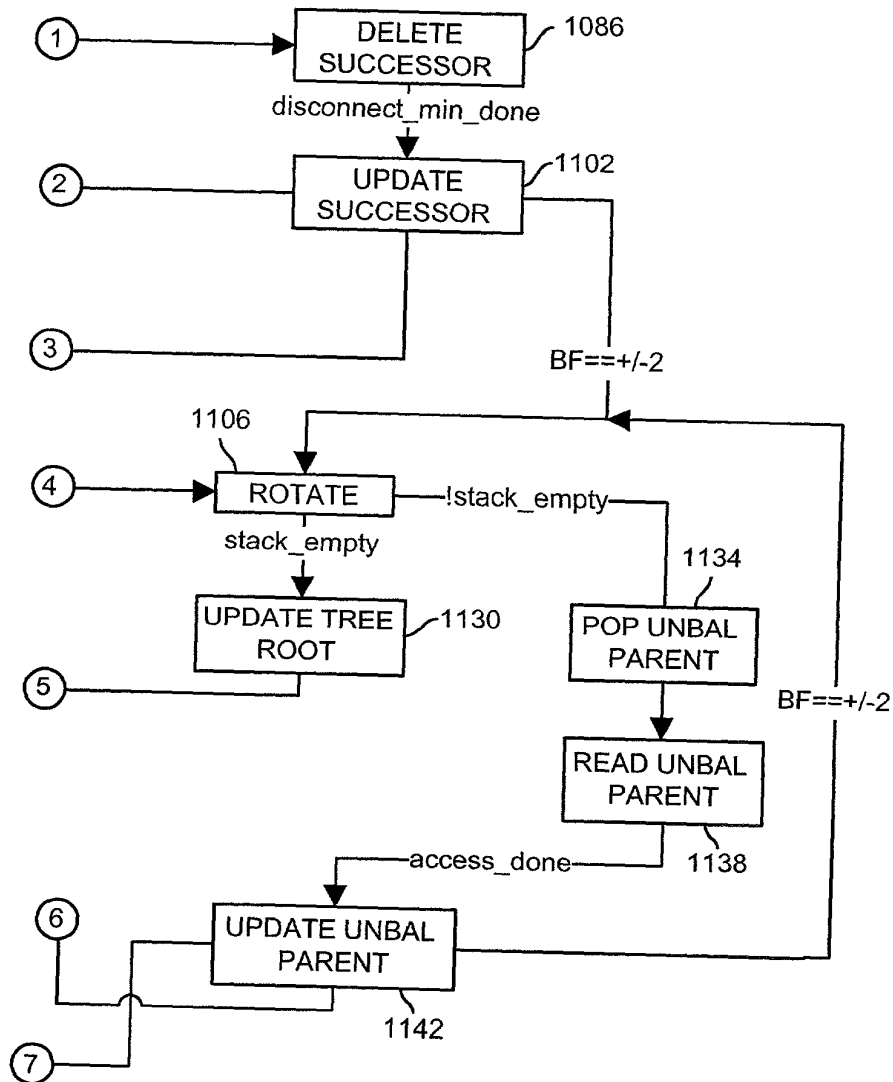 1
DELETE
SUCCESSOR
1086
disconnect_min_done
2
UPDATE
SUCCESSOR
1102
3
BF==+/-2
1106
4
ROTATE
!stack_empty
stack_empty
1134
UPDATE TREE
ROOT
1130
POP UNBAL
PARENT
5
BF==+/-2
READ UNBAL
PARENT
access_done
1138
6
UPDATE UNBAL
PARENT
1142
7